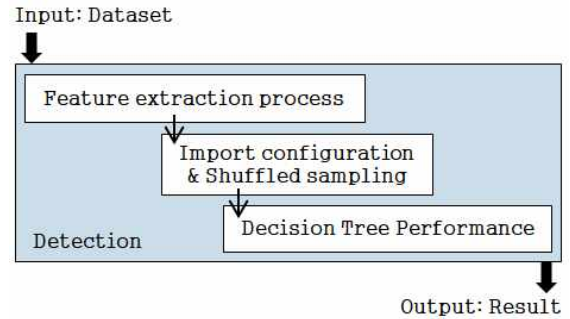 Input: Dataset
Feature extraction process
Import configuration
& Shuffled sampling
Decision Tree Performance
Detection
Output: Result